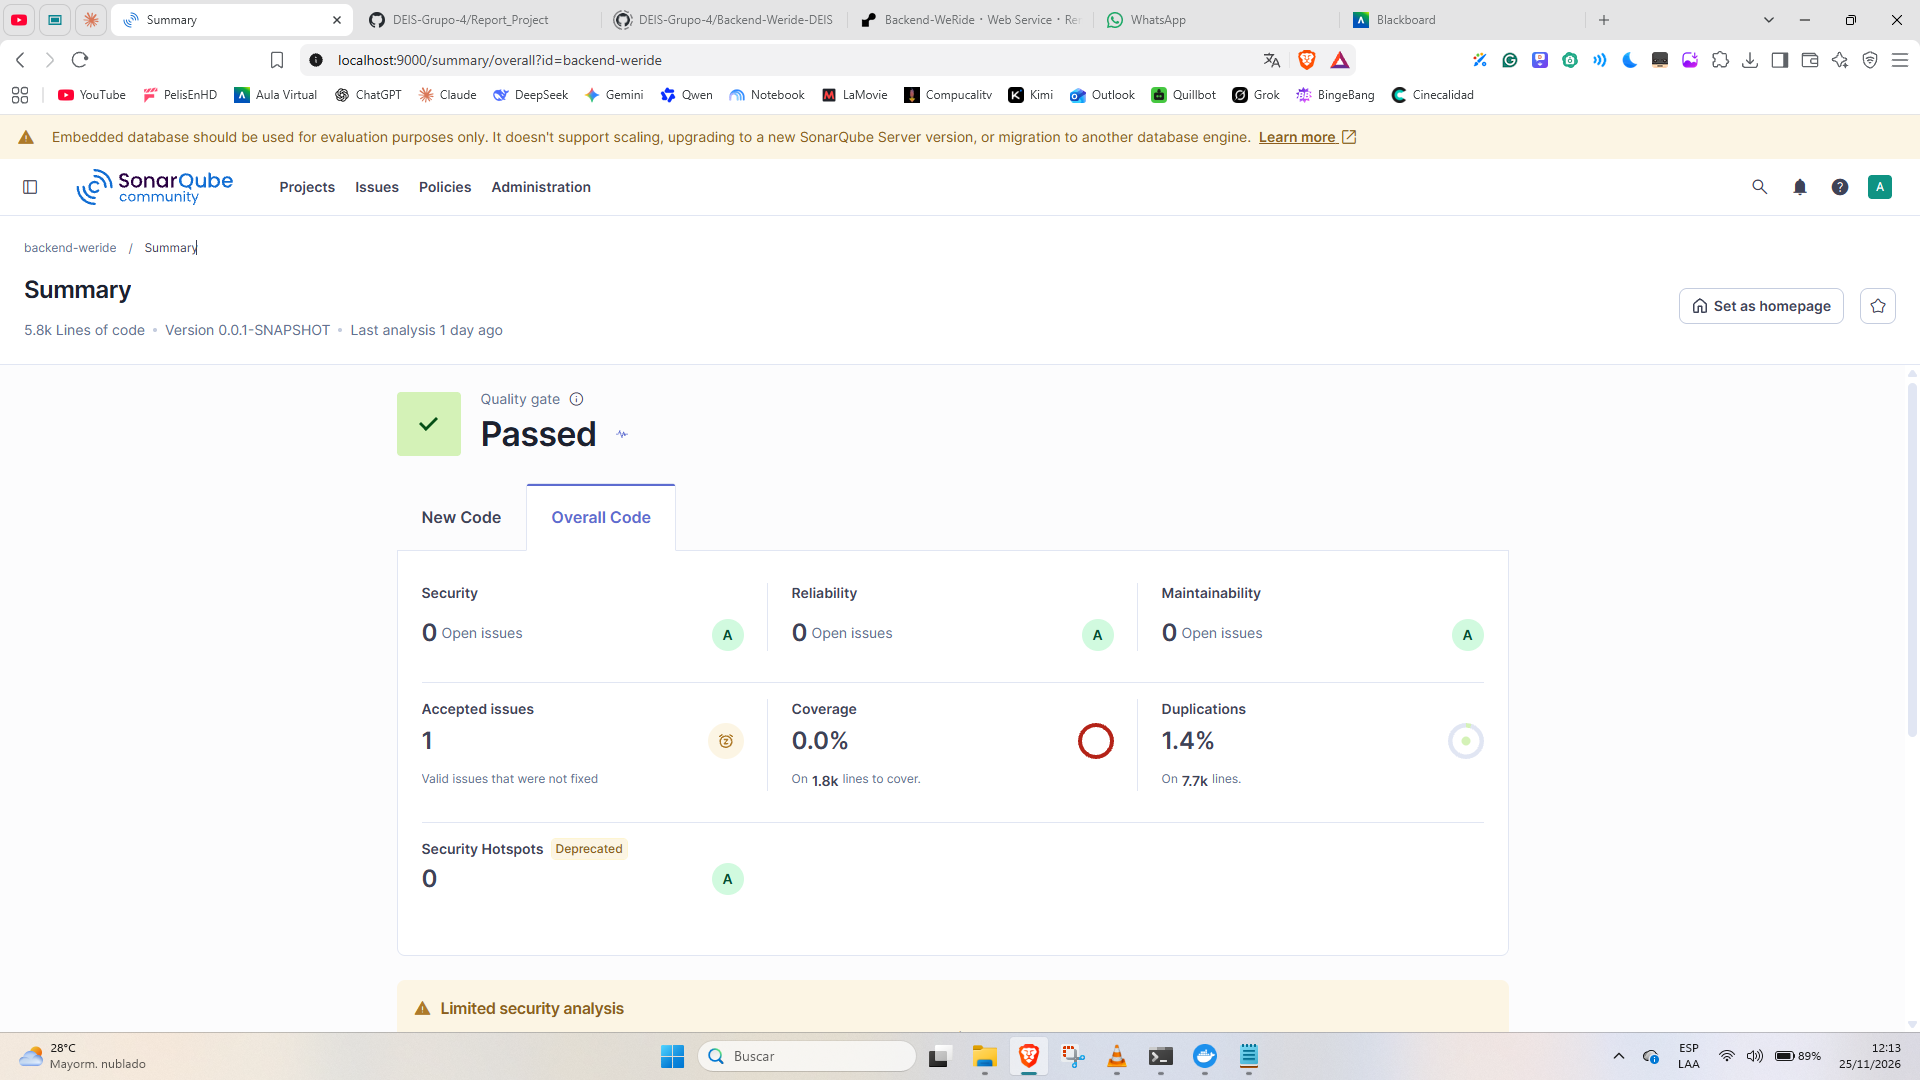 Summary
DEIS-Grupo-4/Report_Project
DEIS-Grupo-4/Backend-Weride-DEIS
Backend-WeRide · Web Service · Re
WhatsApp
Blackboard
localhost:9000/summary/overall?id=backend-weride
YouTube
PelisEnHD
Aula Virtual
ChatGPT
Claude
DeepSeek
Gemini
Qwen
Notebook
LaMovie
Compucalitv
Kimi
Outlook
Quillbot
Grok
BingeBang
Cinecalidad
Embedded database should be used for evaluation purposes only. It doesn't support scaling, upgrading to a new SonarQube Server version, or migration to another database engine. Learn more
SonarQube
community
Projects
Issues
Policies
Administration
A
backend-weride / Summary
Summary
Set as homepage
5.8k Lines of code • Version 0.0.1-SNAPSHOT • Last analysis 1 day ago
Quality gate
Passed
New Code
Overall Code
Security
0 Open issues
A
Reliability
0 Open issues
A
Maintainability
0 Open issues
A
Accepted issues
1
Valid issues that were not fixed
Coverage
0.0%
On 1.8k lines to cover.
Duplications
1.4%
On 7.7k lines.
Security Hotspots Deprecated
0
A
Limited security analysis
28°C
Mayorm. nublado
Buscar
ESP
LAA
89%
12:13
25/11/2026